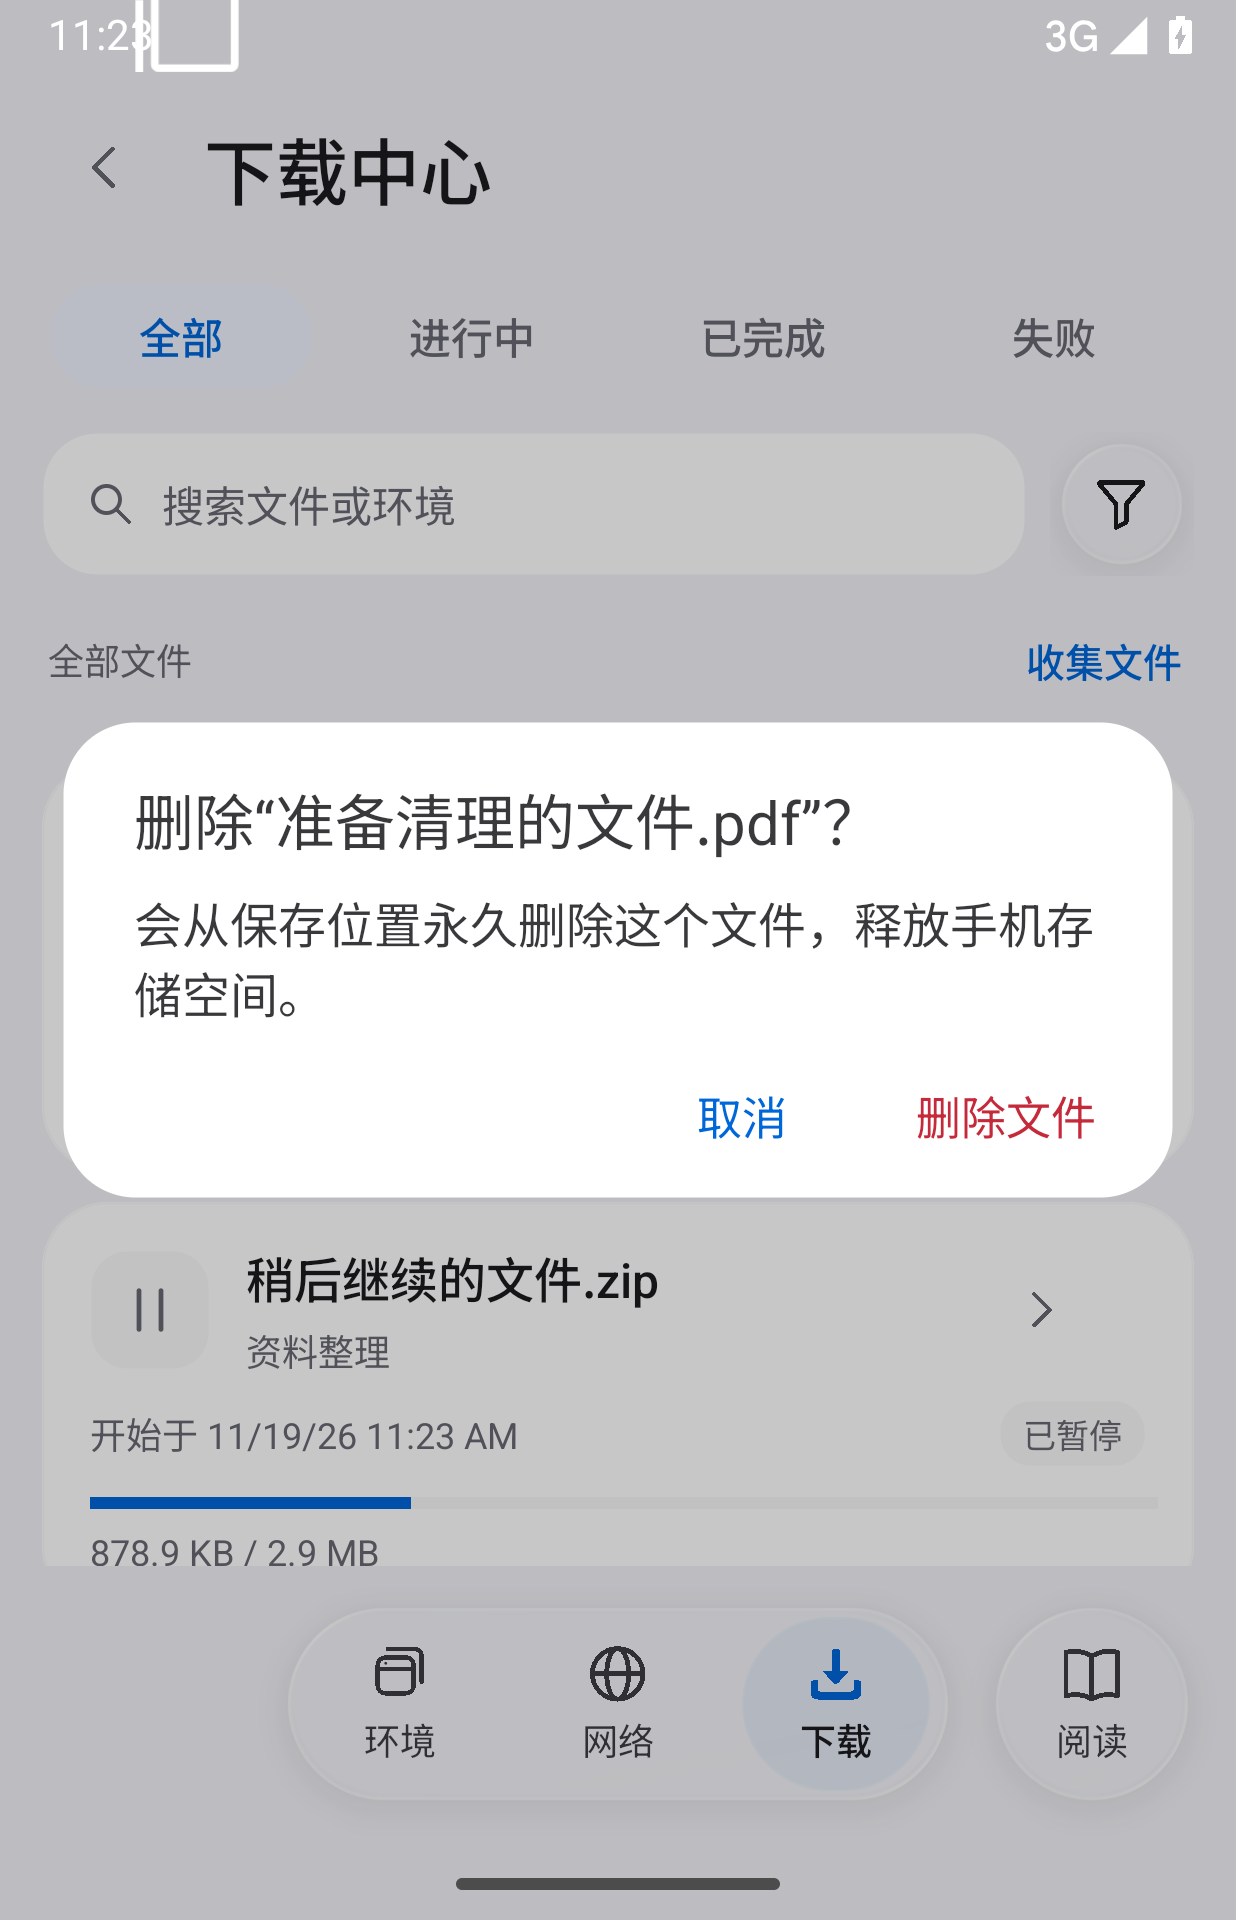 11:23
3G
下载中心
全部
进行中
已完成
失败
搜索文件或环境
全部文件
收集文件
删除“准备清理的文件.pdf”？
会从保存位置永久删除这个文件，释放手机存
储空间。
取消
删除文件
稍后继续的文件.zip
资料整理
开始于 11/19/26 11:23 AM
已暂停
878.9 KB / 2.9 MB
环境
网络
下载
阅读